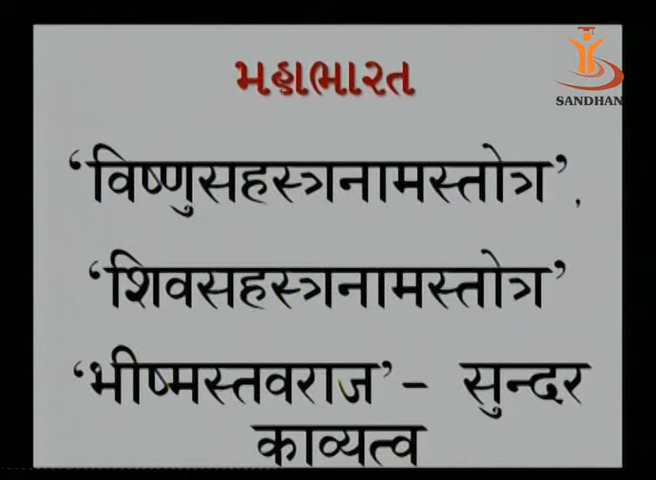 મહાભારત
SANDHAN
‘विष्णुसहस्त्रनामस्तोत्र’,
‘शिवसहस्त्रनामस्तोत्र’
‘भीष्मस्तवराज’- सुन्दर
काव्यत्व